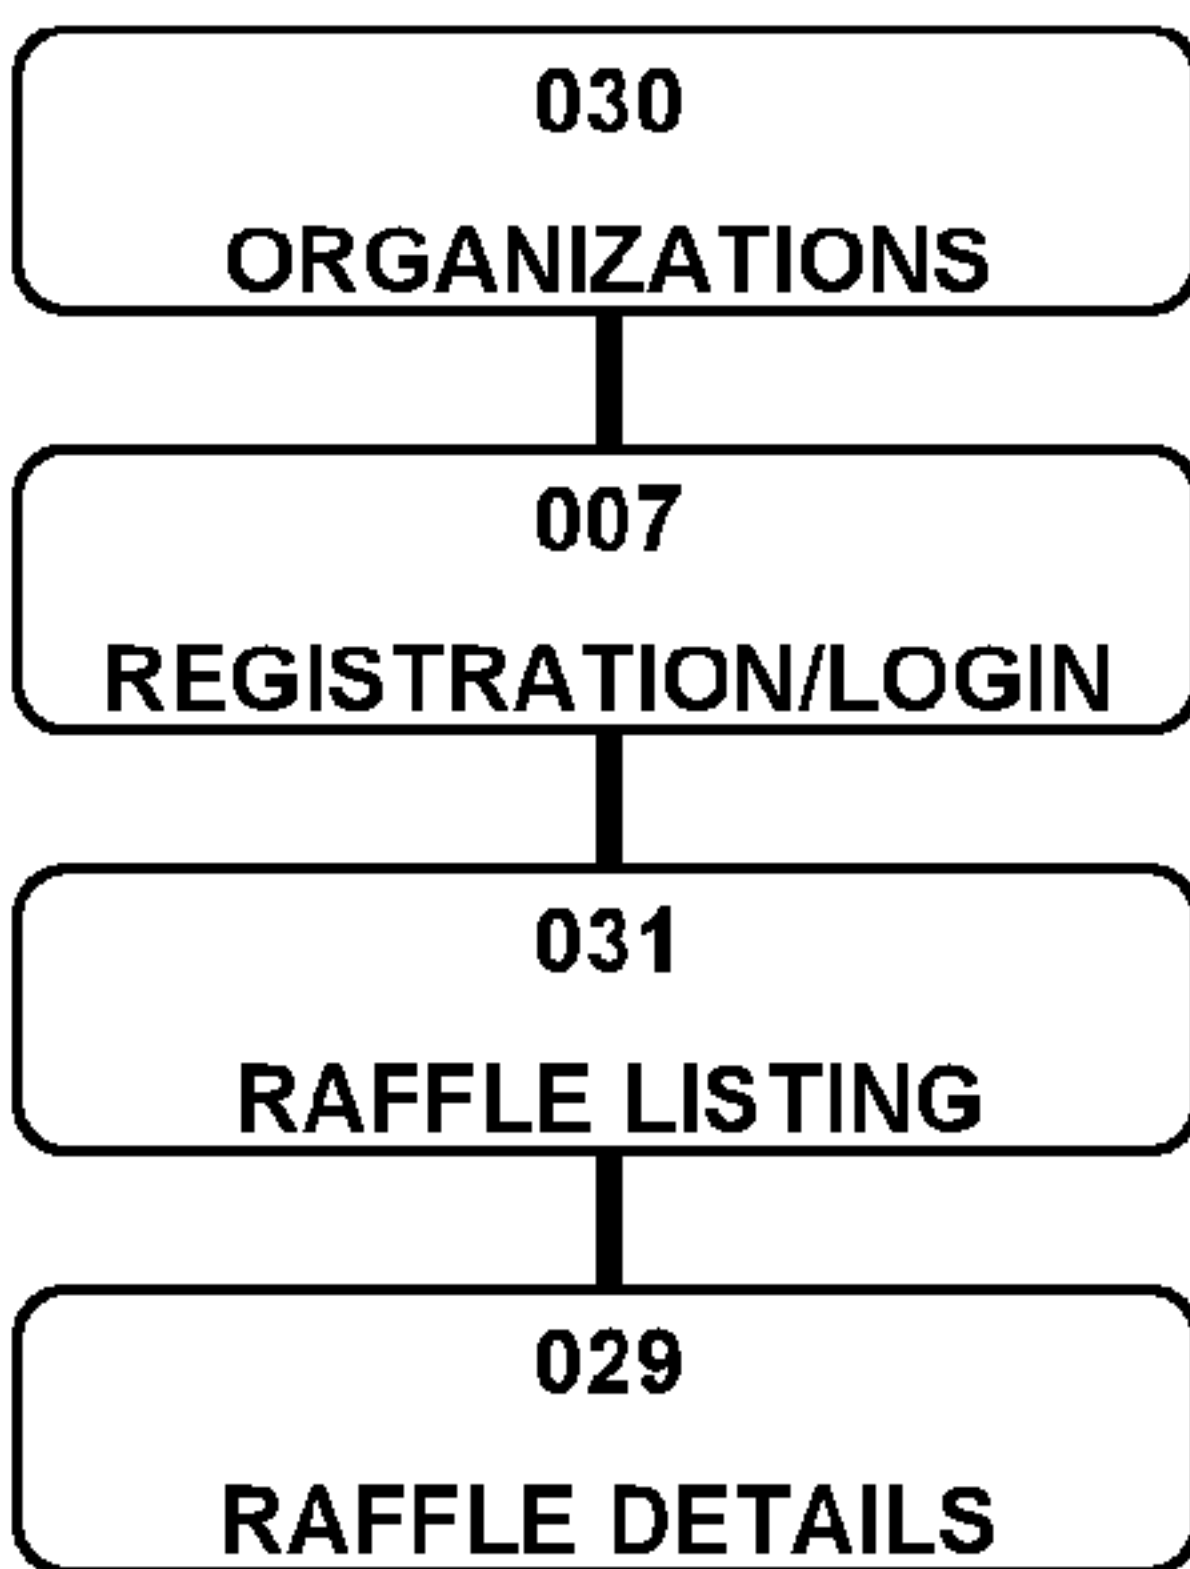 030
ORGANIZATIONS
007
REGISTRATION/LOGIN
031
RAFFLE LISTING
029
RAFFLE DETAILS